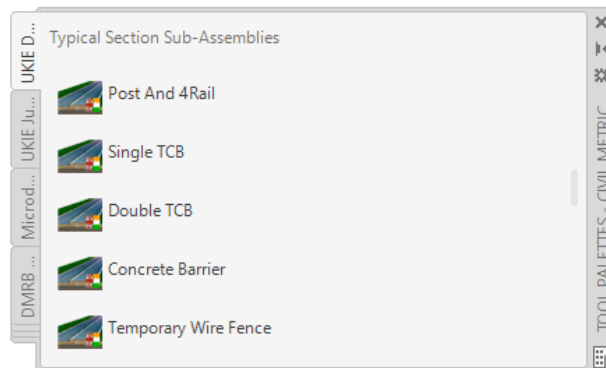 Typical Section Sub-Assemblies
Post And 4Rail
Single TCB
Double TCB
Concrete Barrier
Temporary Wire Fence
UKIE D...
UKIE Ju...
Microd...
DMRB ...
TOOL PALETTES - CIVIL METRIC